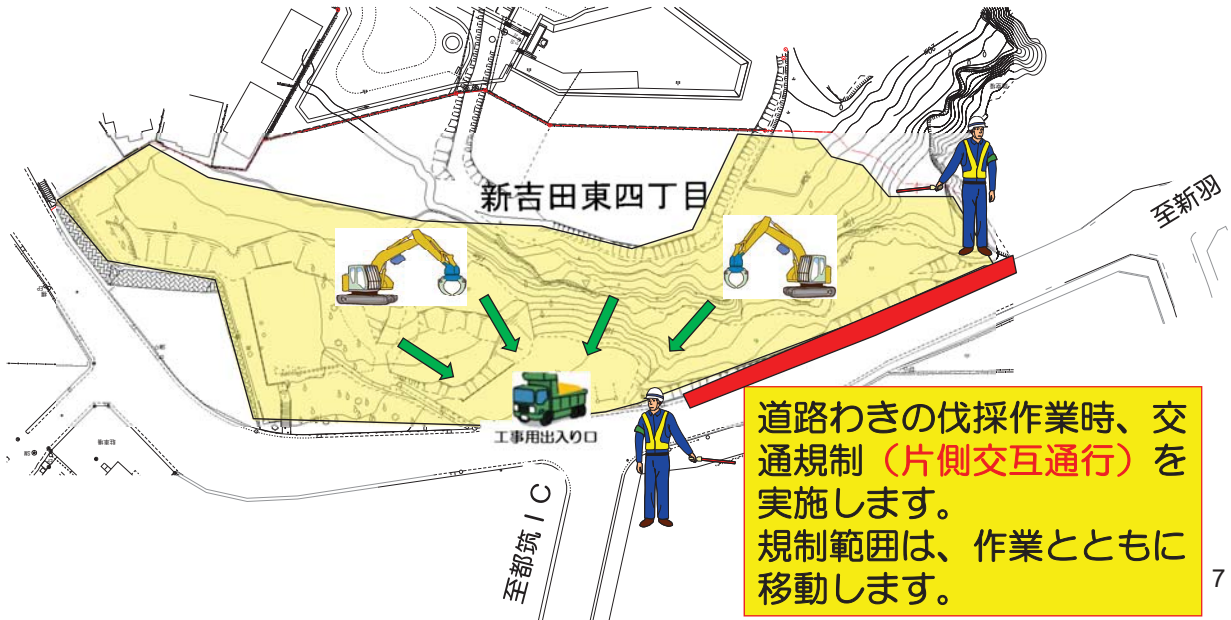 新吉田東四丁目
至新羽
工事用出入り口
至都筑IC
道路わきの伐採作業時、交
通規制（片側交互通行）を
実施します。
規制範囲は、作業とともに
移動します。
7